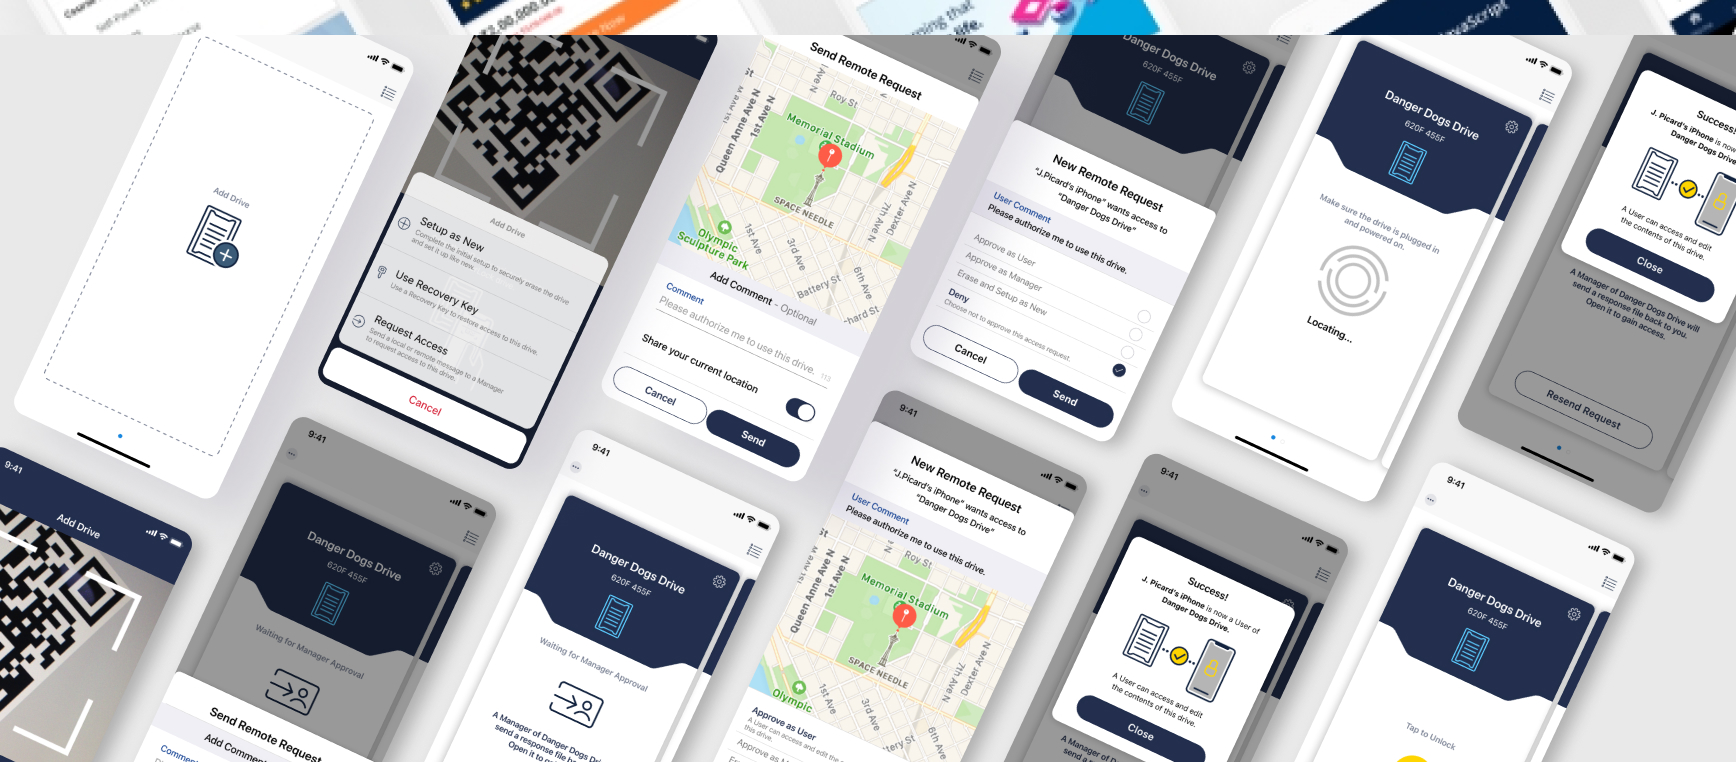 Course
Self-Paced
12,00,000.00
Now
oming that
life.
JavaScript
Add Drive
Add Drive
Setup as New
Complete the initial setup to securely erase the drive
and set it up like new.
Use Recovery Key
Use a Recovery Key to restore access to this drive.
Request Access
Send a local or remote message to a Manager
to request access to this drive.
Cancel
Send Remote Request
Roy St
Queen Anne Ave N
1st Ave N
Memorial Stadium
SPACE NEEDLE
7th Ave N
Dexter Ave N
Olympic
Sculpture Park
1st Ave
3rd Ave
Battery St
6th Ave
Add Comment - Optional
Comment
Please authorize me to use this drive.
113
Share your current location
Cancel
Send
Danger Dogs Drive
620F 455F
New Remote Request
"J.Picard's iPhone" wants access to
"Danger Dogs Drive"
User Comment
Please authorize me to use this drive.
Approve as User
Approve as Manager
Erase and Setup as New
Deny
Choose not to approve this access request.
Cancel
Send
Danger Dogs Drive
620F 455F
Make sure the drive is plugged in
and powered on.
Locating...
Success!
J. Picard's iPhone is now
Danger Dogs Drive.
A User can access and edit
the contents of this drive.
Close
A Manager of Danger Dogs Drive will
send a response file back to you.
Open it to gain access.
Resend Request
9:41
Add Drive
9:41
Danger Dogs Drive
620F 455F
Waiting for Manager Approval
Send Remote Request
Add Comment
Comment
9:41
Danger Dogs Drive
620F 455F
Waiting for Manager Approval
A Manager of Danger Dogs
send a response file
Open it to
9:41
New Remote Request
"J.Picard's iPhone" wants access to
"Danger Dogs Drive"
User Comment
Please authorize me to use this drive.
Roy St
Queen Anne Ave N
1st Ave N
Memorial Stadium
SPACE NEEDLE
7th Ave N
Dexter Ave N
Olympic
1st Ave
3rd Ave
6th Ave
Approve as User
A User can access and edit the
this drive.
Approve as
9:41
Success!
J. Picard's iPhone is now a User of
Danger Dogs Drive.
A User can access and edit
the contents of this drive.
Close
A Manager of
send a
9:41
Danger Dogs Drive
620F 455F
Tap to Unlock